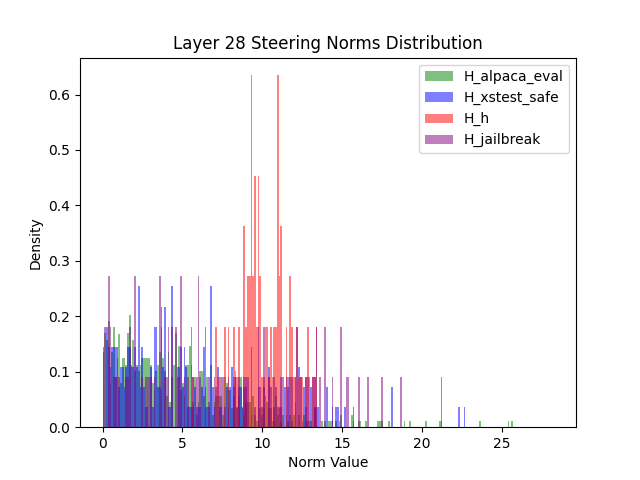 Layer 28 Steering Norms Distribution
H_alpaca_eval
H_xstest_safe
H_h
H_jailbreak
Density
0.6
0.5
0.4
0.3
0.2
0.1
0.0
0
5
10
15
20
25
Norm Value